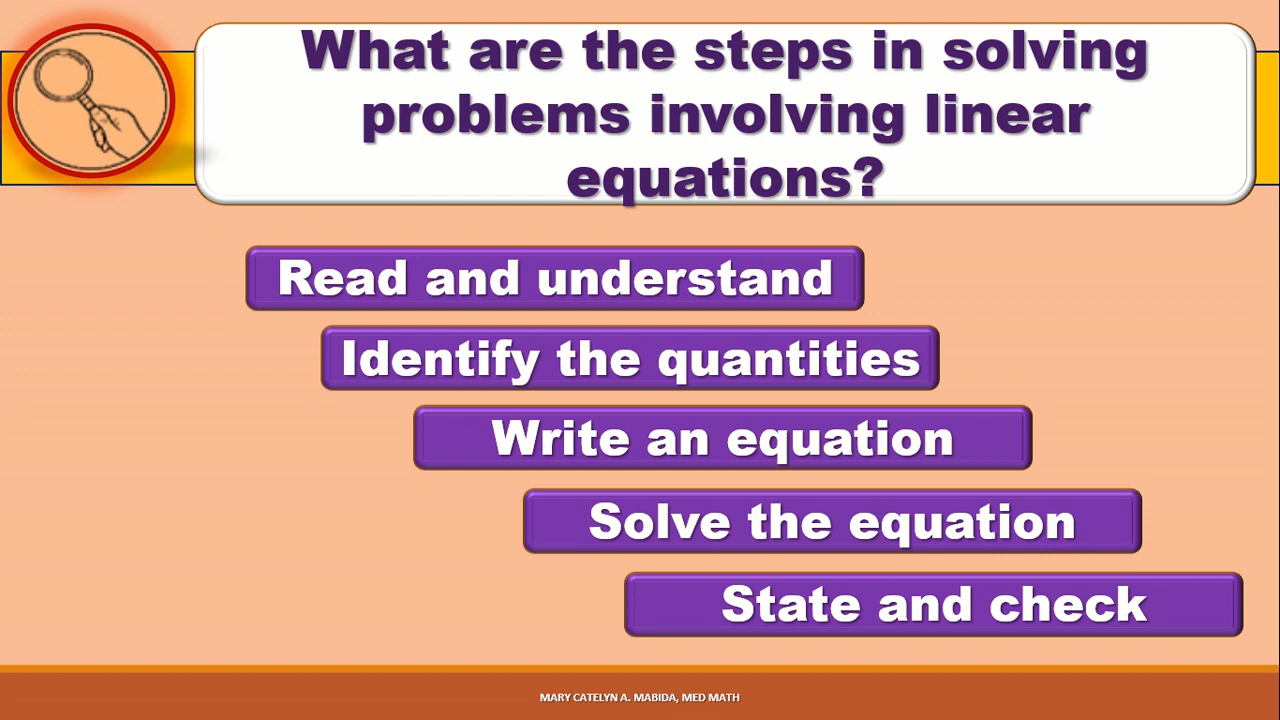 What are the steps in solving
problems involving linear
equations?
Read and understand
Identify the quantities
Write an equation
Solve the equation
State and check
MARY CATELYN A. MABIDA, MED MATH